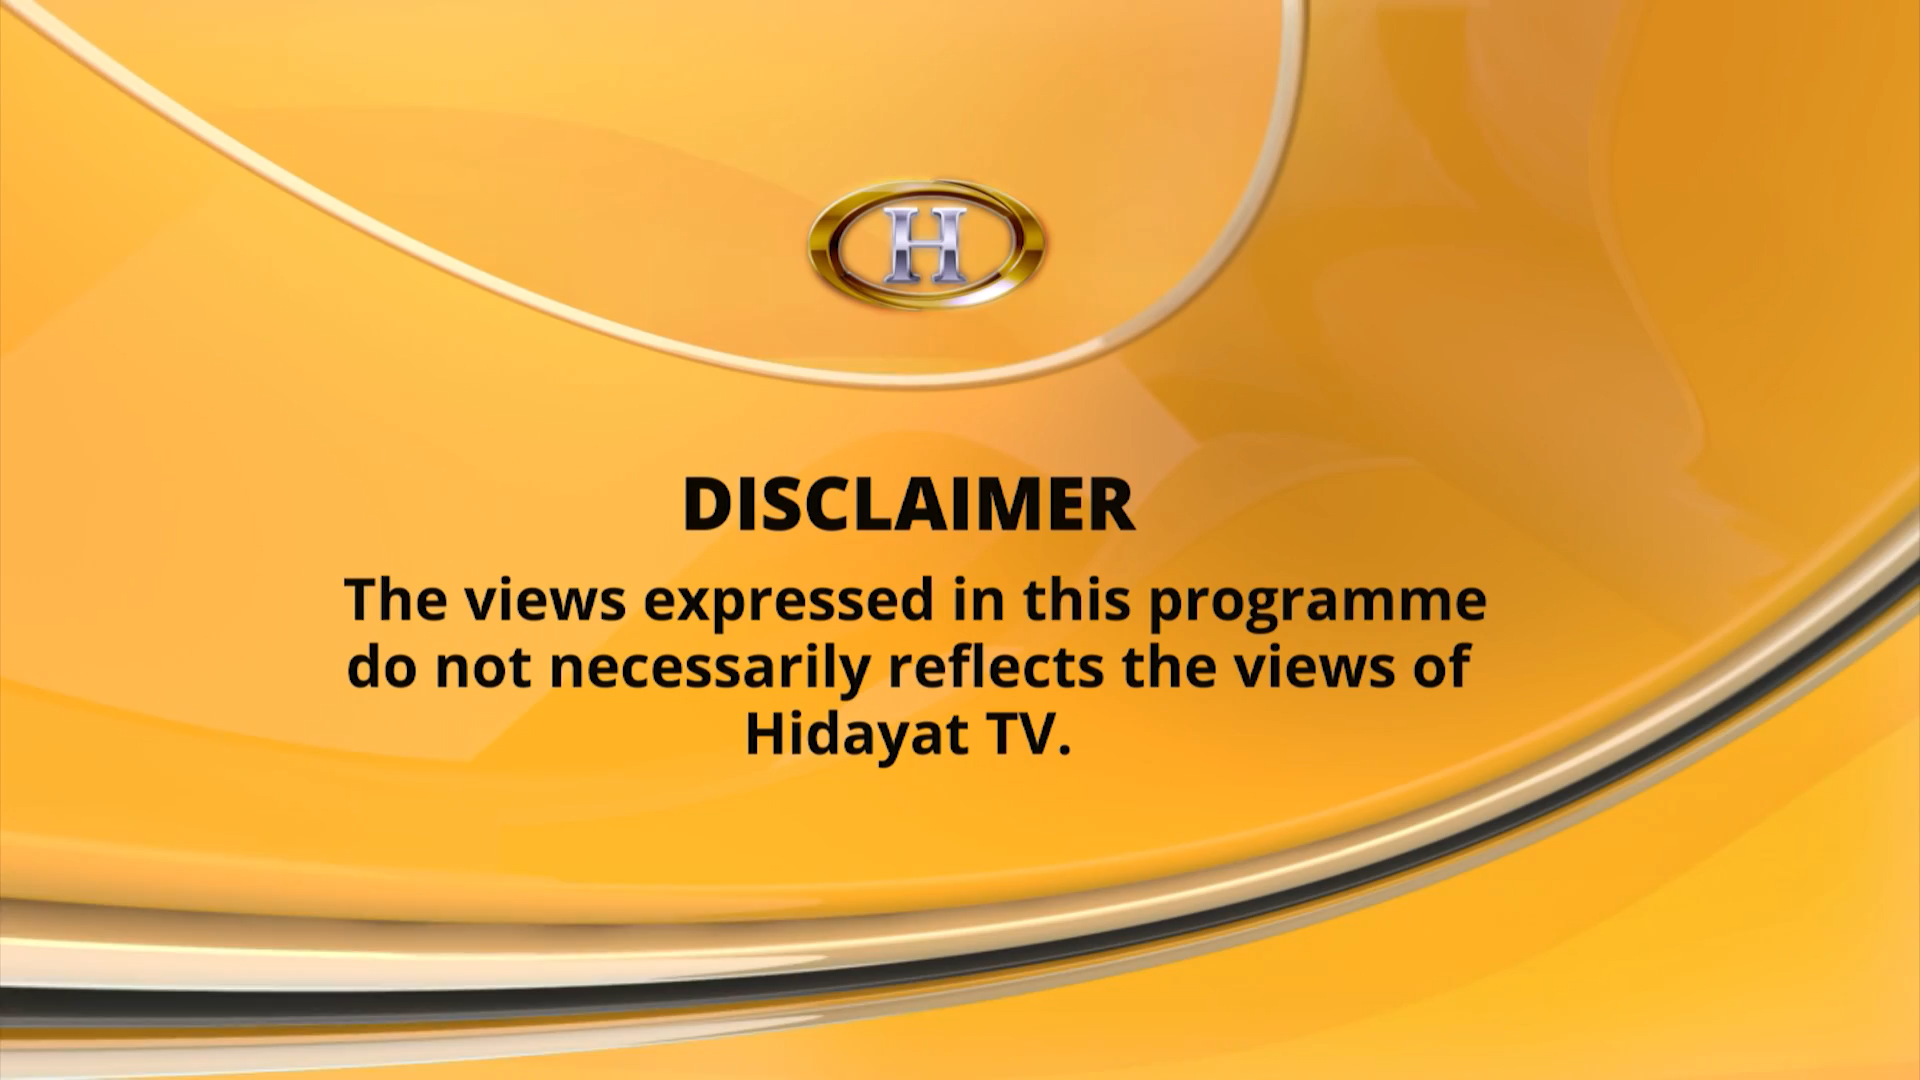 H
DISCLAIMER
The views expressed in this programme
do not necessarily reflects the views of
Hidayat TV.